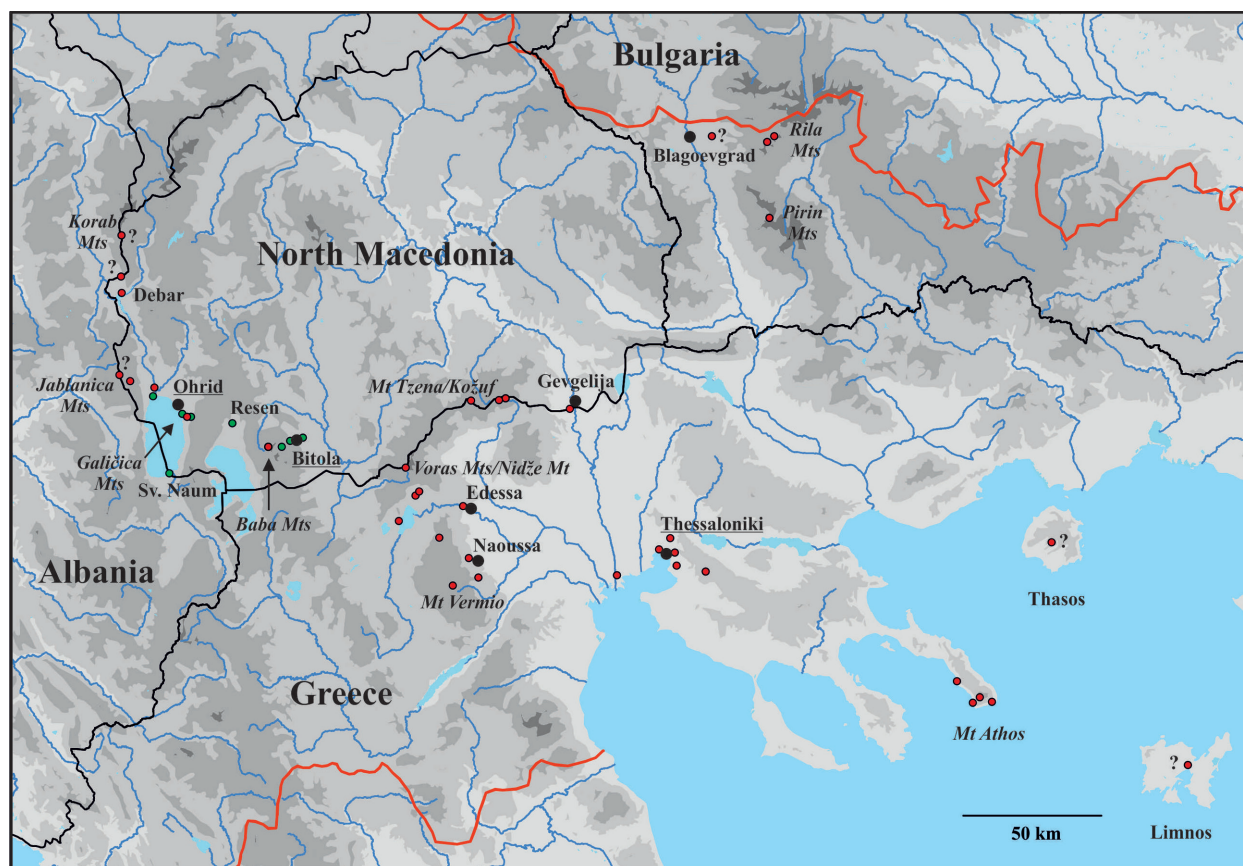 Bulgaria
?
Blagoevgrad
Rila
Mts
Pirin
Mts
Korab
Mts
?
North Macedonia
?
Debar
?
Jablanica
Mts
Ohrid
Resen
Mt Tzena/Kožuf
Gevgelija
Galičica
Mts
Bitola
Sv. Naum
Baba Mts
Voras Mts/Nidže Mt
Edessa
Thessaloniki
Naoussa
?
Albania
Mt Vermio
Thasos
Greece
Mt Athos
?
50 km
Limnos